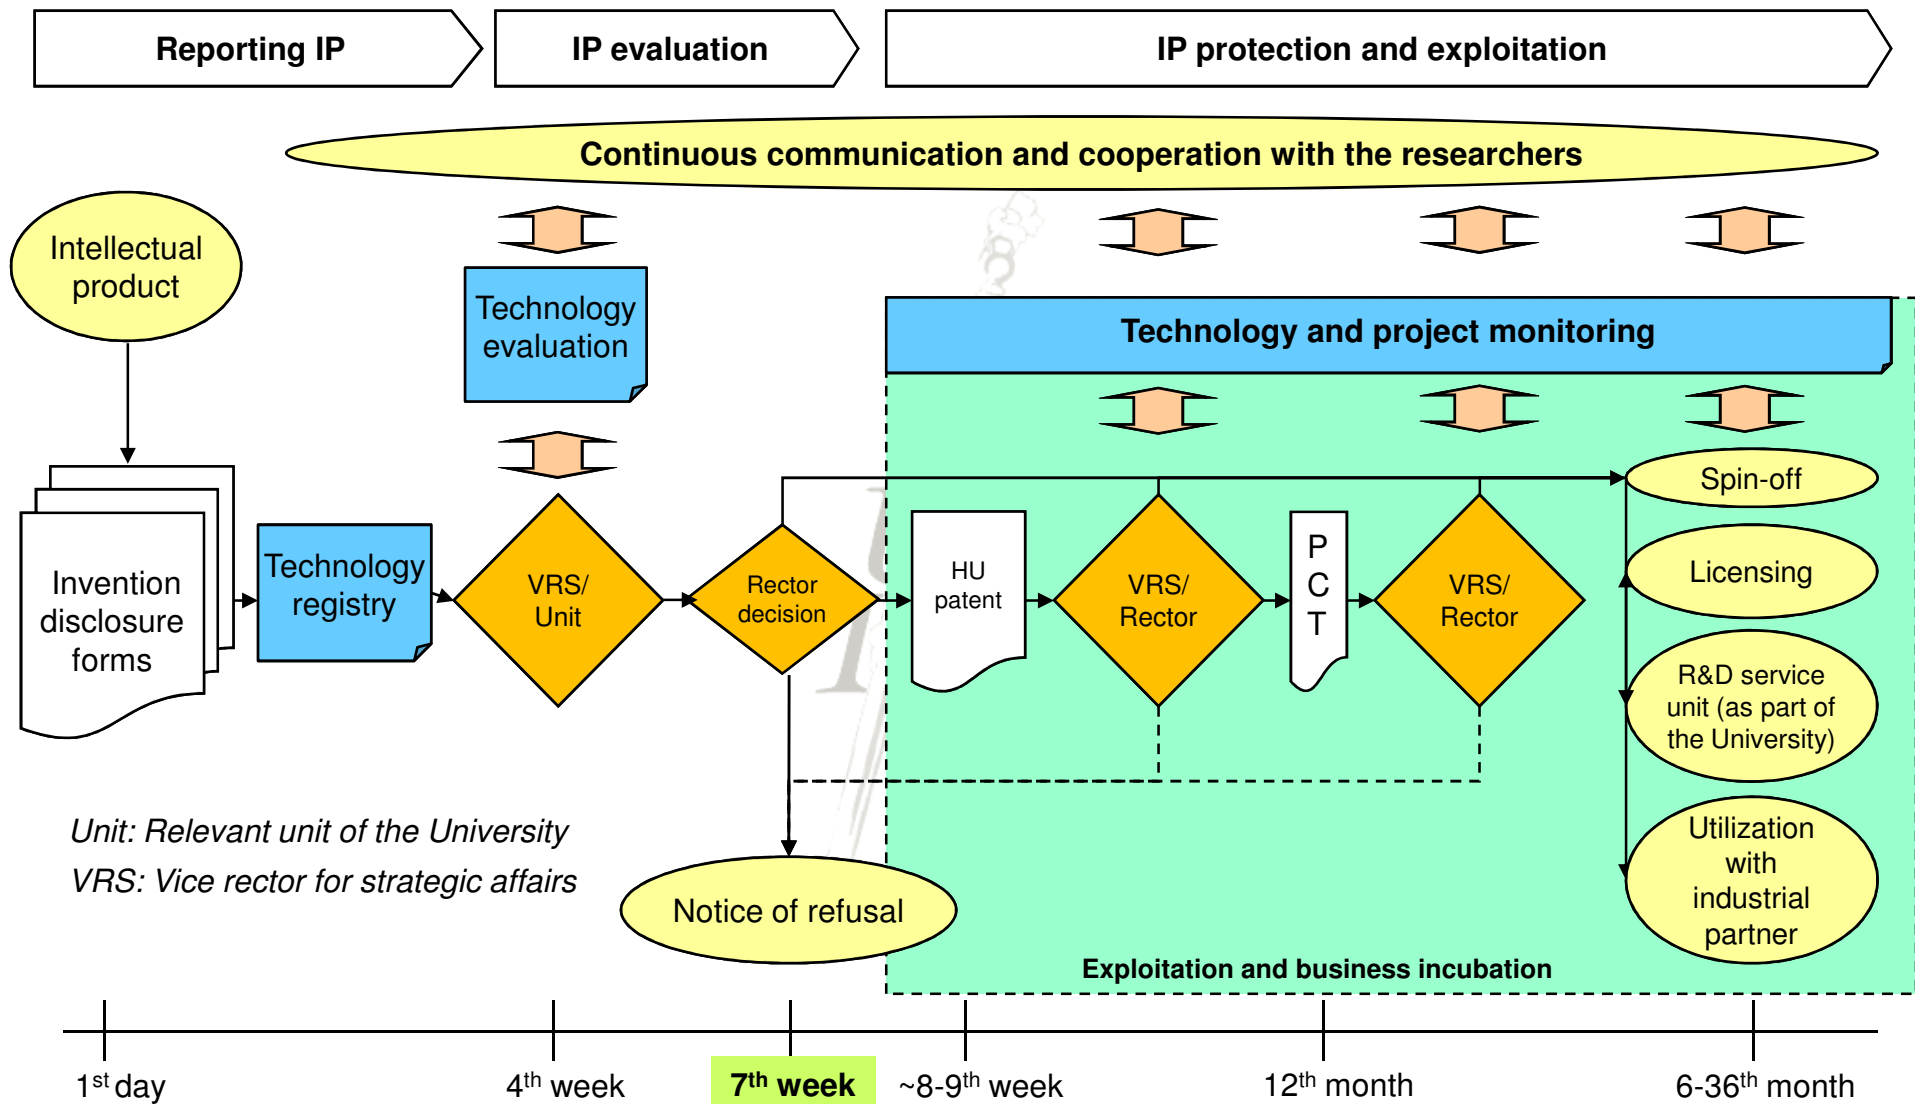 Reporting IP
IP evaluation
IP protection and exploitation
Continuous communication and cooperation with the researchers
Intellectual
product
Technology
evaluation
Technology and project monitoring
Invention
disclosure
forms
Technology
registry
VRS/
Unit
Rector
decision
HU
patent
VRS/
Rector
P
C
T
VRS/
Rector
Spin-off
Licensing
R&D service
unit (as part of
the University)
Utilization
with
industrial
partner
Unit: Relevant unit of the University
VRS: Vice rector for strategic affairs
Notice of refusal
Exploitation and business incubation
1st day
4th week
7th week
~8-9th week
12th month
6-36th month